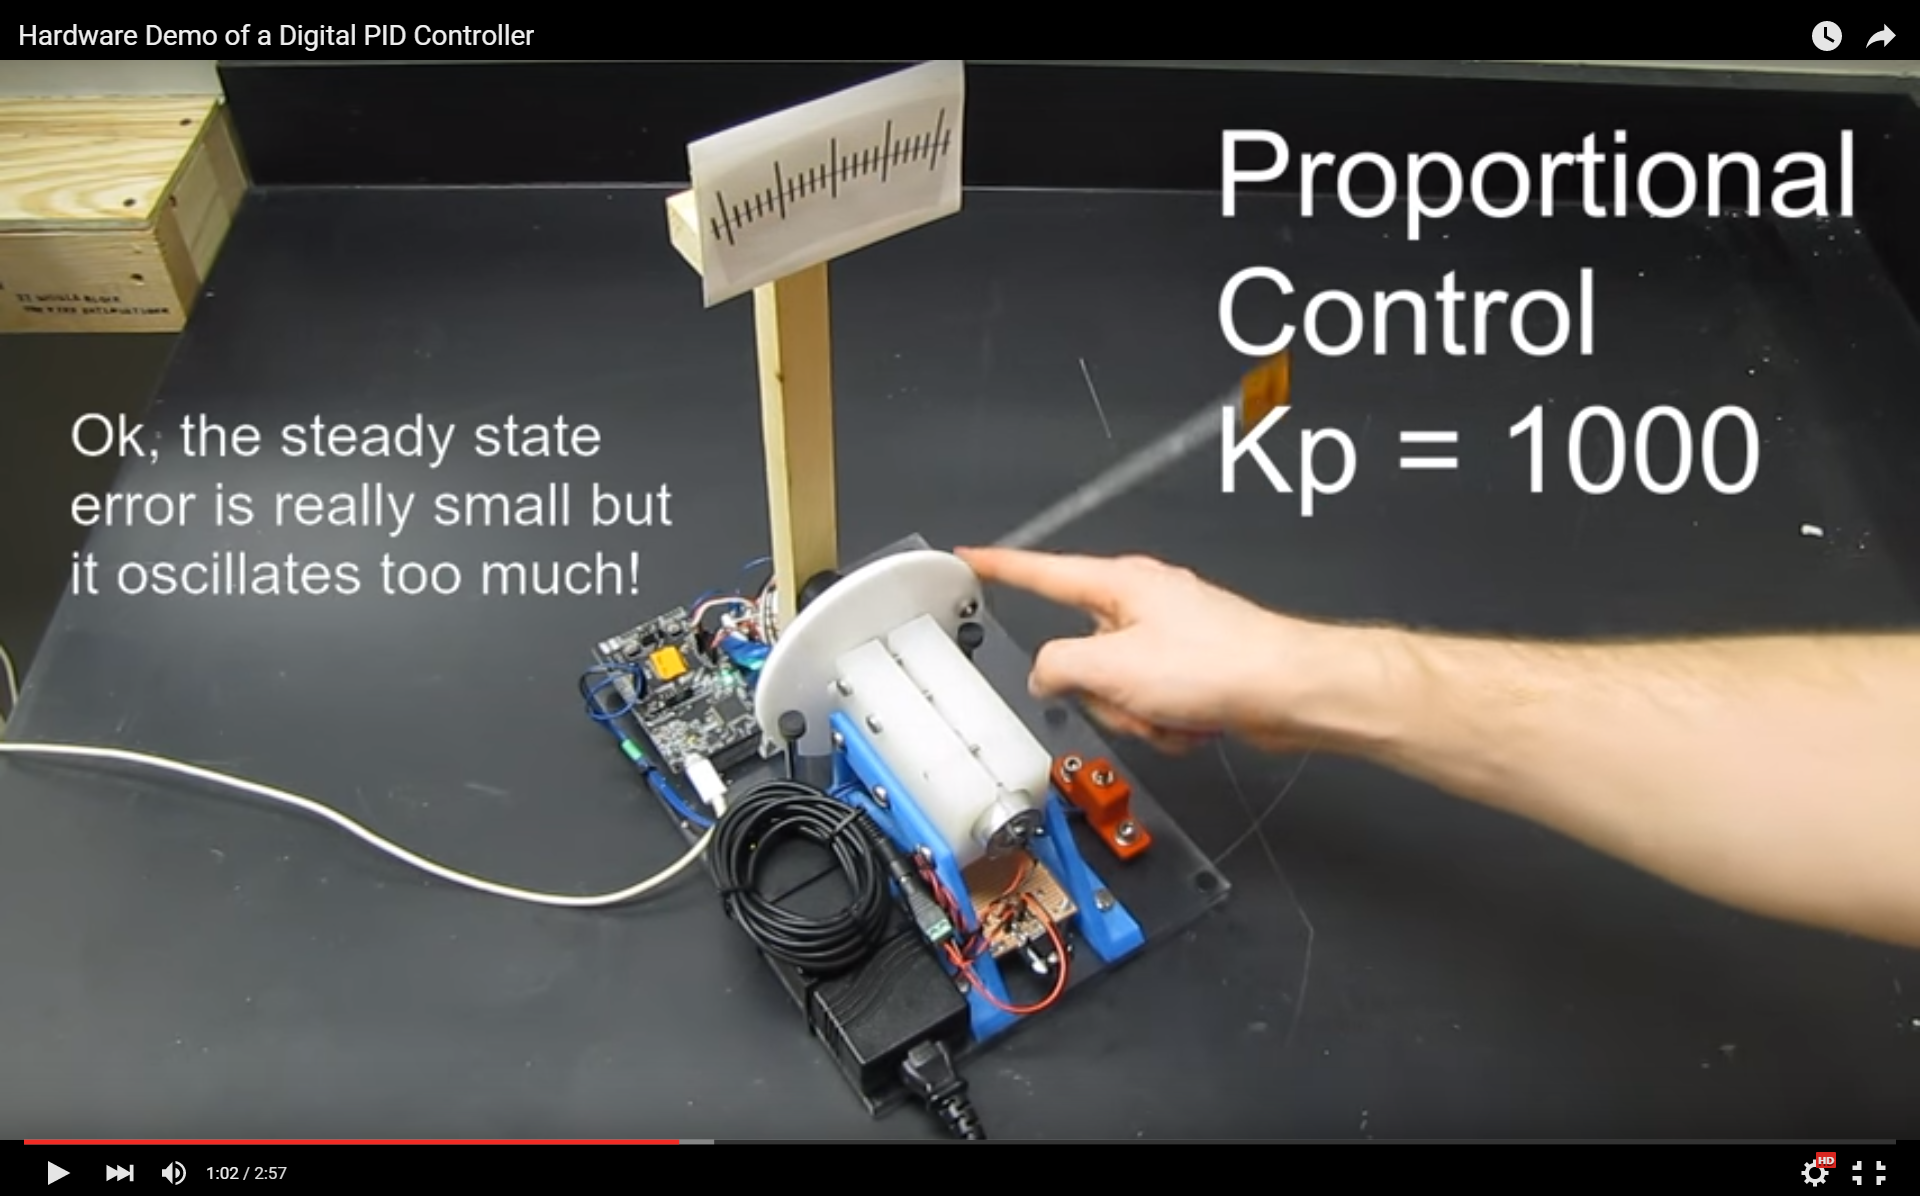 Hardware Demo of a Digital PID Controller
Proportional
Control
Kp = 1000
Ok, the steady state
error is really small but
it oscillates too much!
1:02 / 2:57
HD